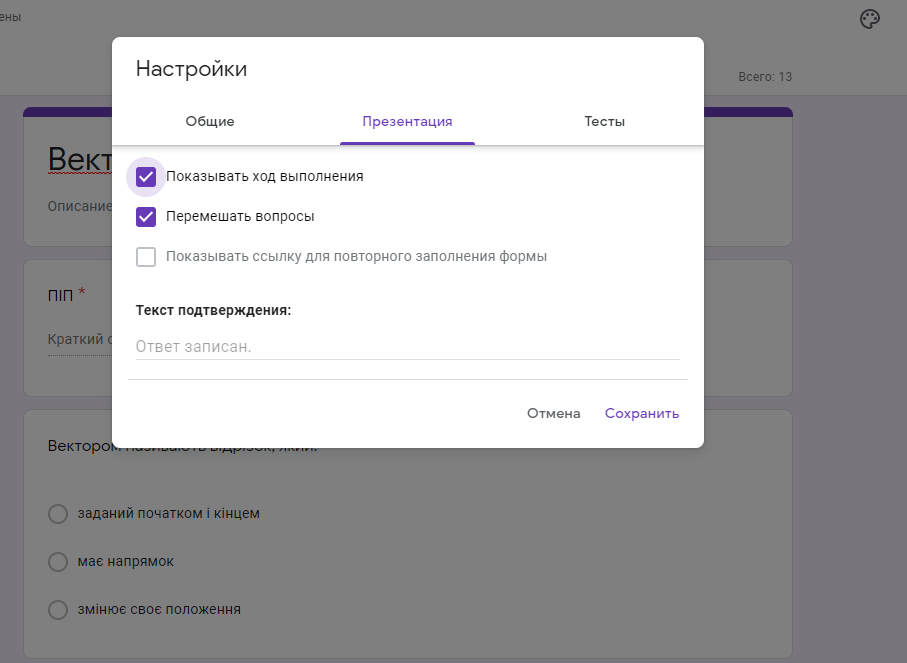 ены
Всего: 13
Настройки
Общие Презентация Тесты
Вект
Показывать ход выполнения
Описание
Перемешать вопросы
Показывать ссылку для повторного заполнения формы
ПІП *
Текст подтверждения:
Краткий о
Ответ записан.
Отмена Сохранить
Вектором називають відрізок, який:
заданий початком і кінцем
має напрямок
змінює своє положення